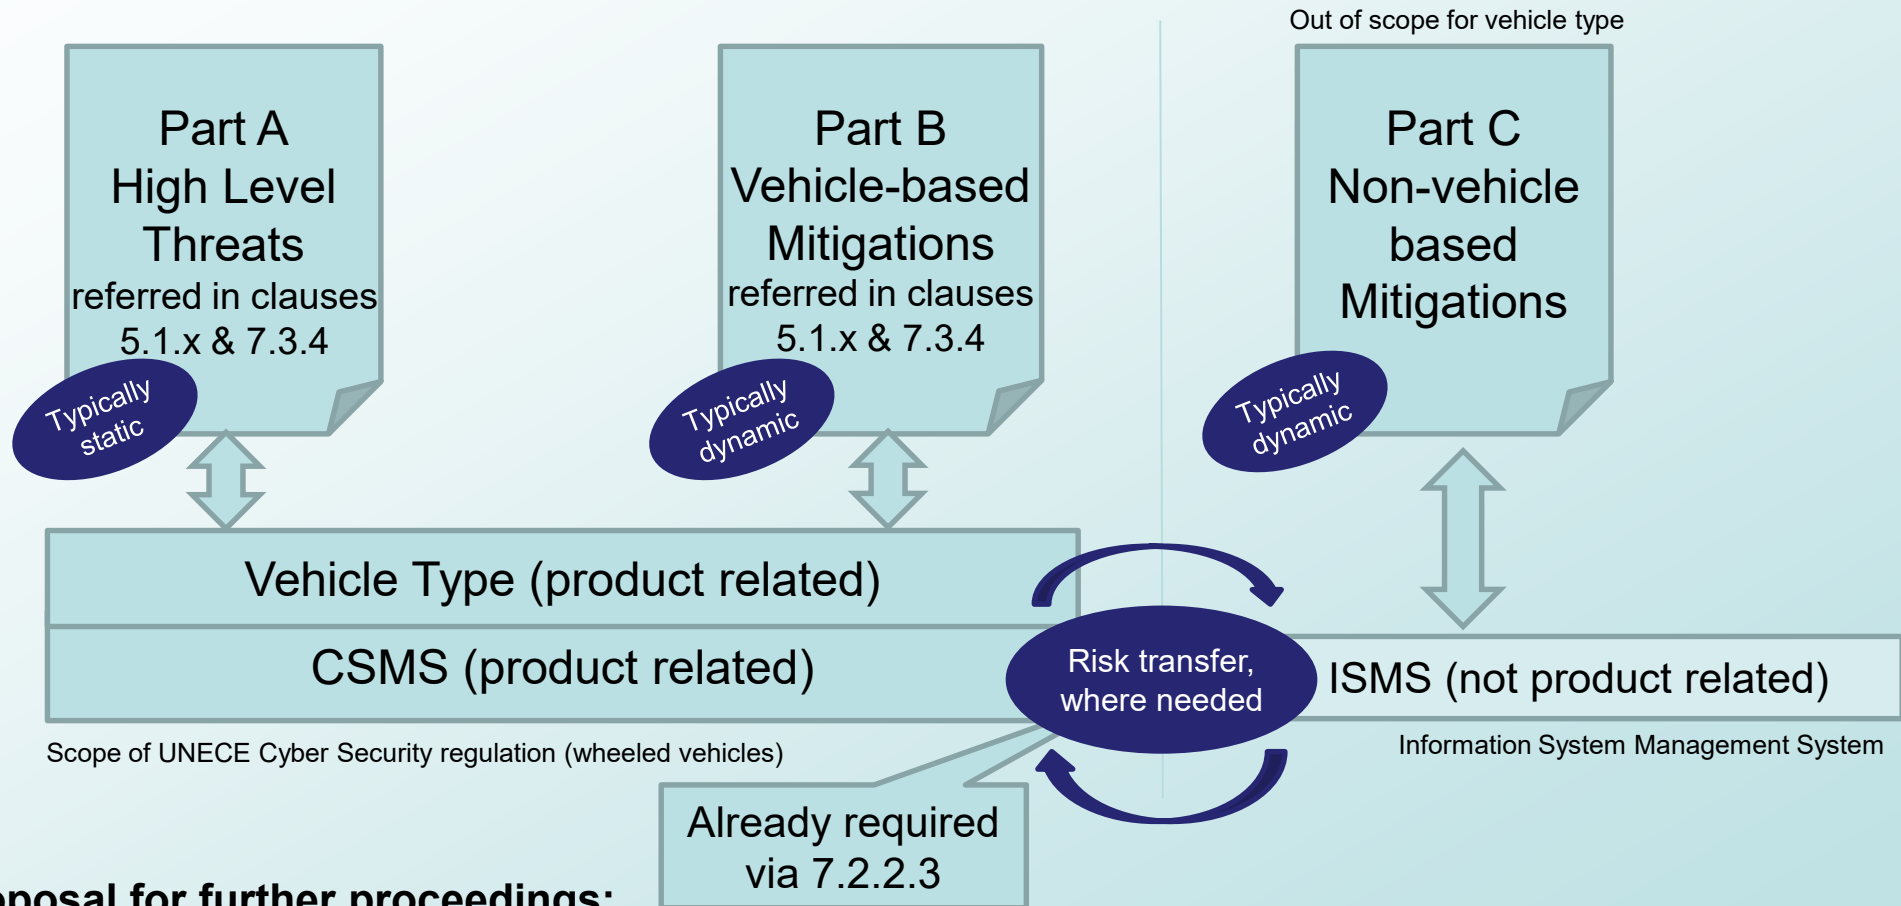 Out of scope for vehicle type
Part A
High Level
Threats
referred in clauses
5.1.x & 7.3.4
Typically
static
Part B
Vehicle-based
Mitigations
referred in clauses
5.1.x & 7.3.4
Typically
dynamic
Part C
Non-vehicle
based
Mitigations
Typically
dynamic
Vehicle Type (product related)
CSMS (product related)
Risk transfer,
where needed
ISMS (not product related)
Scope of UNECE Cyber Security regulation (wheeled vehicles)
Information System Management System
Already required
via 7.2.2.3
for further proceedings: